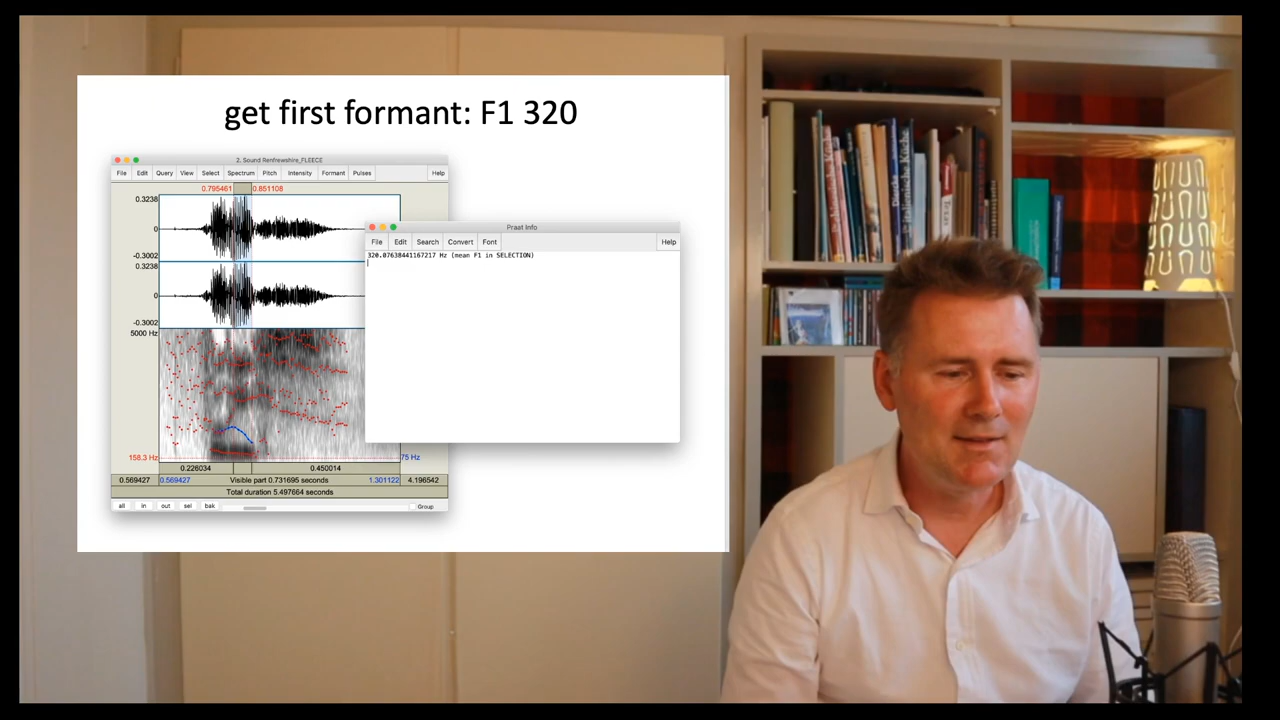 get first formant: F1 320
2. Sound Renfrewshire_FLEECE
File Edit Query View Select Spectrum Pitch Intensity Formant Pulses Help
0.795461 0.851108
0.3238
0
-0.3002
0.3238
0
-0.3002
5000 Hz
158.3 Hz
75 Hz
0.226034 0.450014
0.569427 0.569427 Visible part 0.731695 seconds 1.301122 4.196542
Total duration 5.497664 seconds
all in out sel bak Group
Praat Info
File Edit Search Convert Font Help
320.07638441167217 Hz (mean F1 in SELECTION)
Italienische Küche